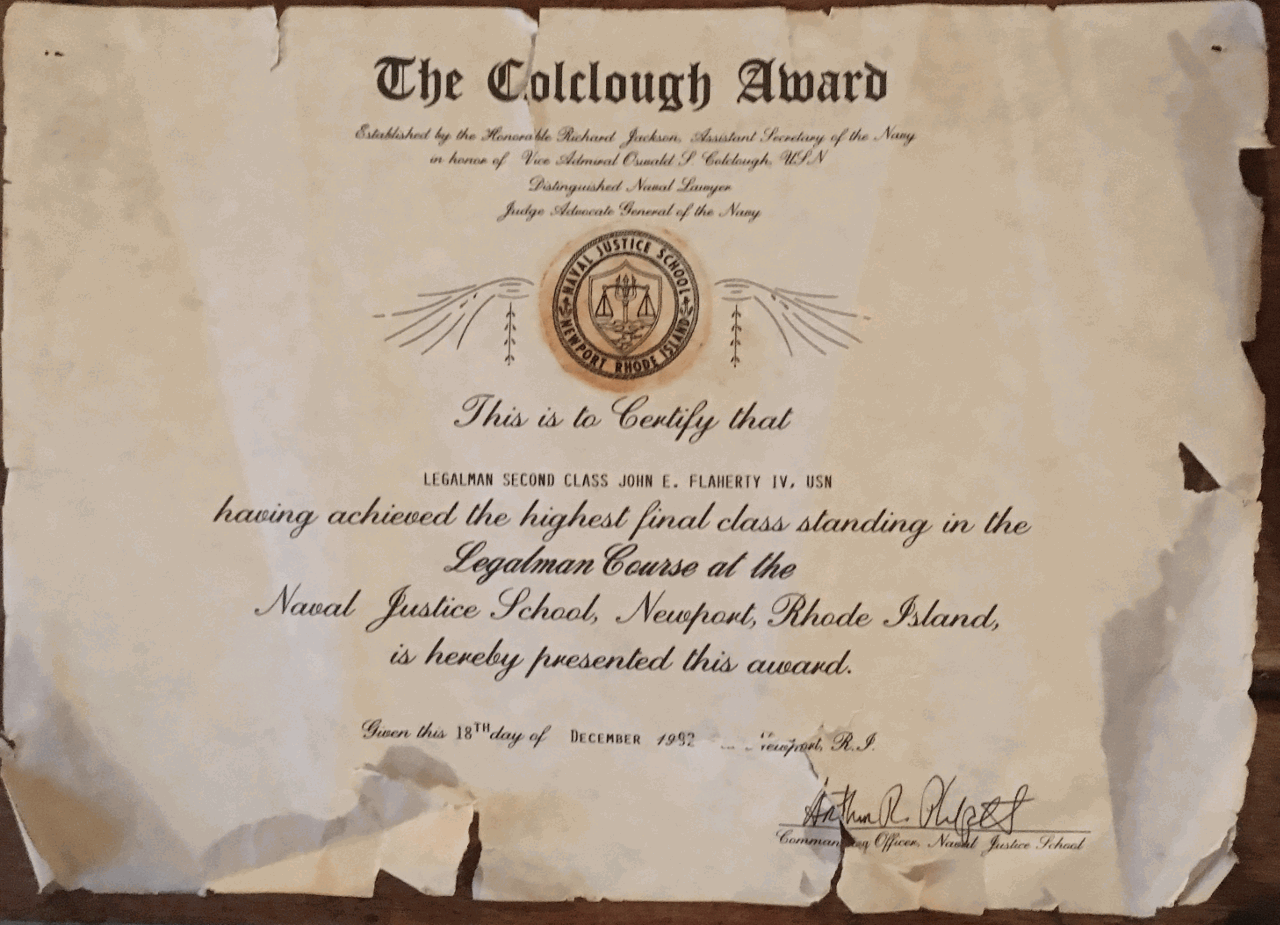 The Colclough Award
Established by the Honorable Richard Jackson, Assistant Secretary of the Navy
in honor of Vice Admiral Oswald S. Colclough, USN
Distinguished Naval Lawyer
Judge Advocate General of the Navy
NAVAL JUSTICE SCHOOL
NEWPORT RHODE ISLAND
This is to Certify that
LEGALMAN SECOND CLASS JOHN E. FLAHERTY IV, USN
having achieved the highest final class standing in the
Legalman Course at the
Naval Justice School, Newport, Rhode Island,
is hereby presented this award.
Given this 18TH day of DECEMBER 1992 Newport, R.I.
Arthur R.
Commanding Officer, Naval Justice School